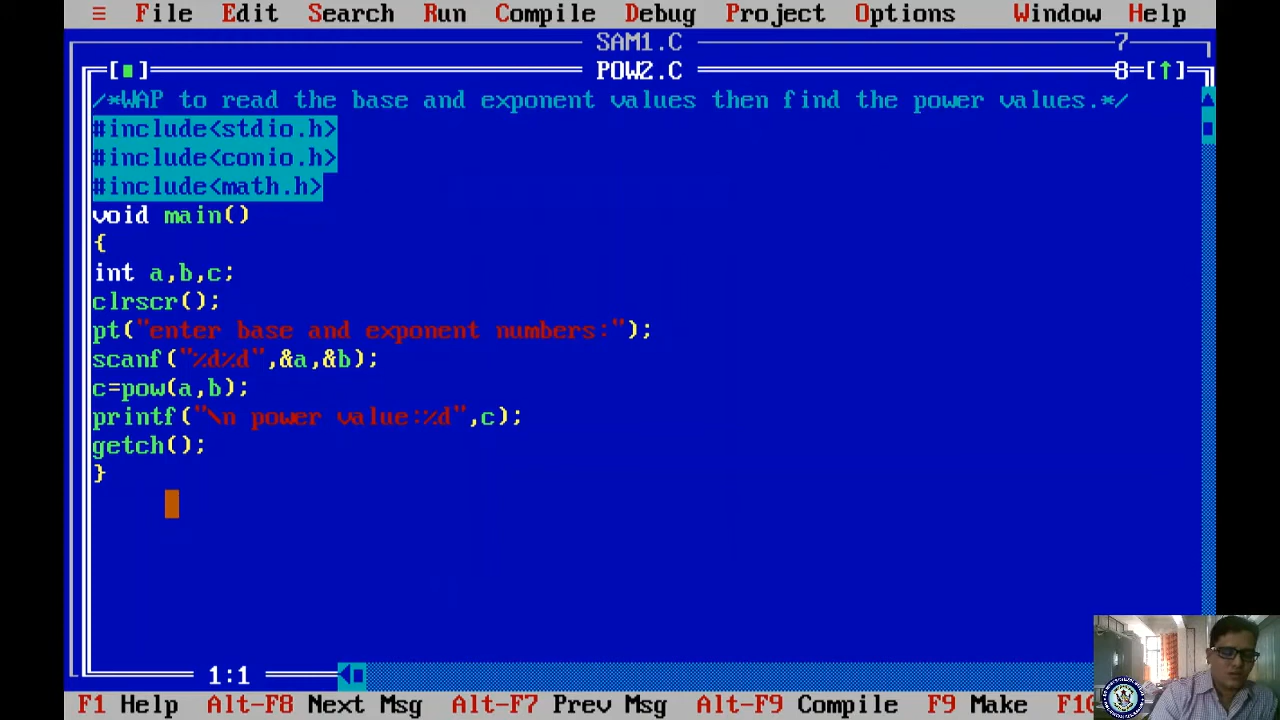 ≡ File Edit Search Run Compile Debug Project Options Window Help
SAM1.C 7
[■] POW2.C 8=[↑]
/*WAP to read the base and exponent values then find the power values.*/
#include<stdio.h>
#include<conio.h>
#include<math.h>
void main()
{
int a,b,c;
clrscr();
pt("enter base and exponent numbers:");
scanf("%d%d",&a,&b);
c=pow(a,b);
printf("\n power value:%d",c);
getch();
}
1:1
F1 Help Alt-F8 Next Msg Alt-F7 Prev Msg Alt-F9 Compile F9 Make F10